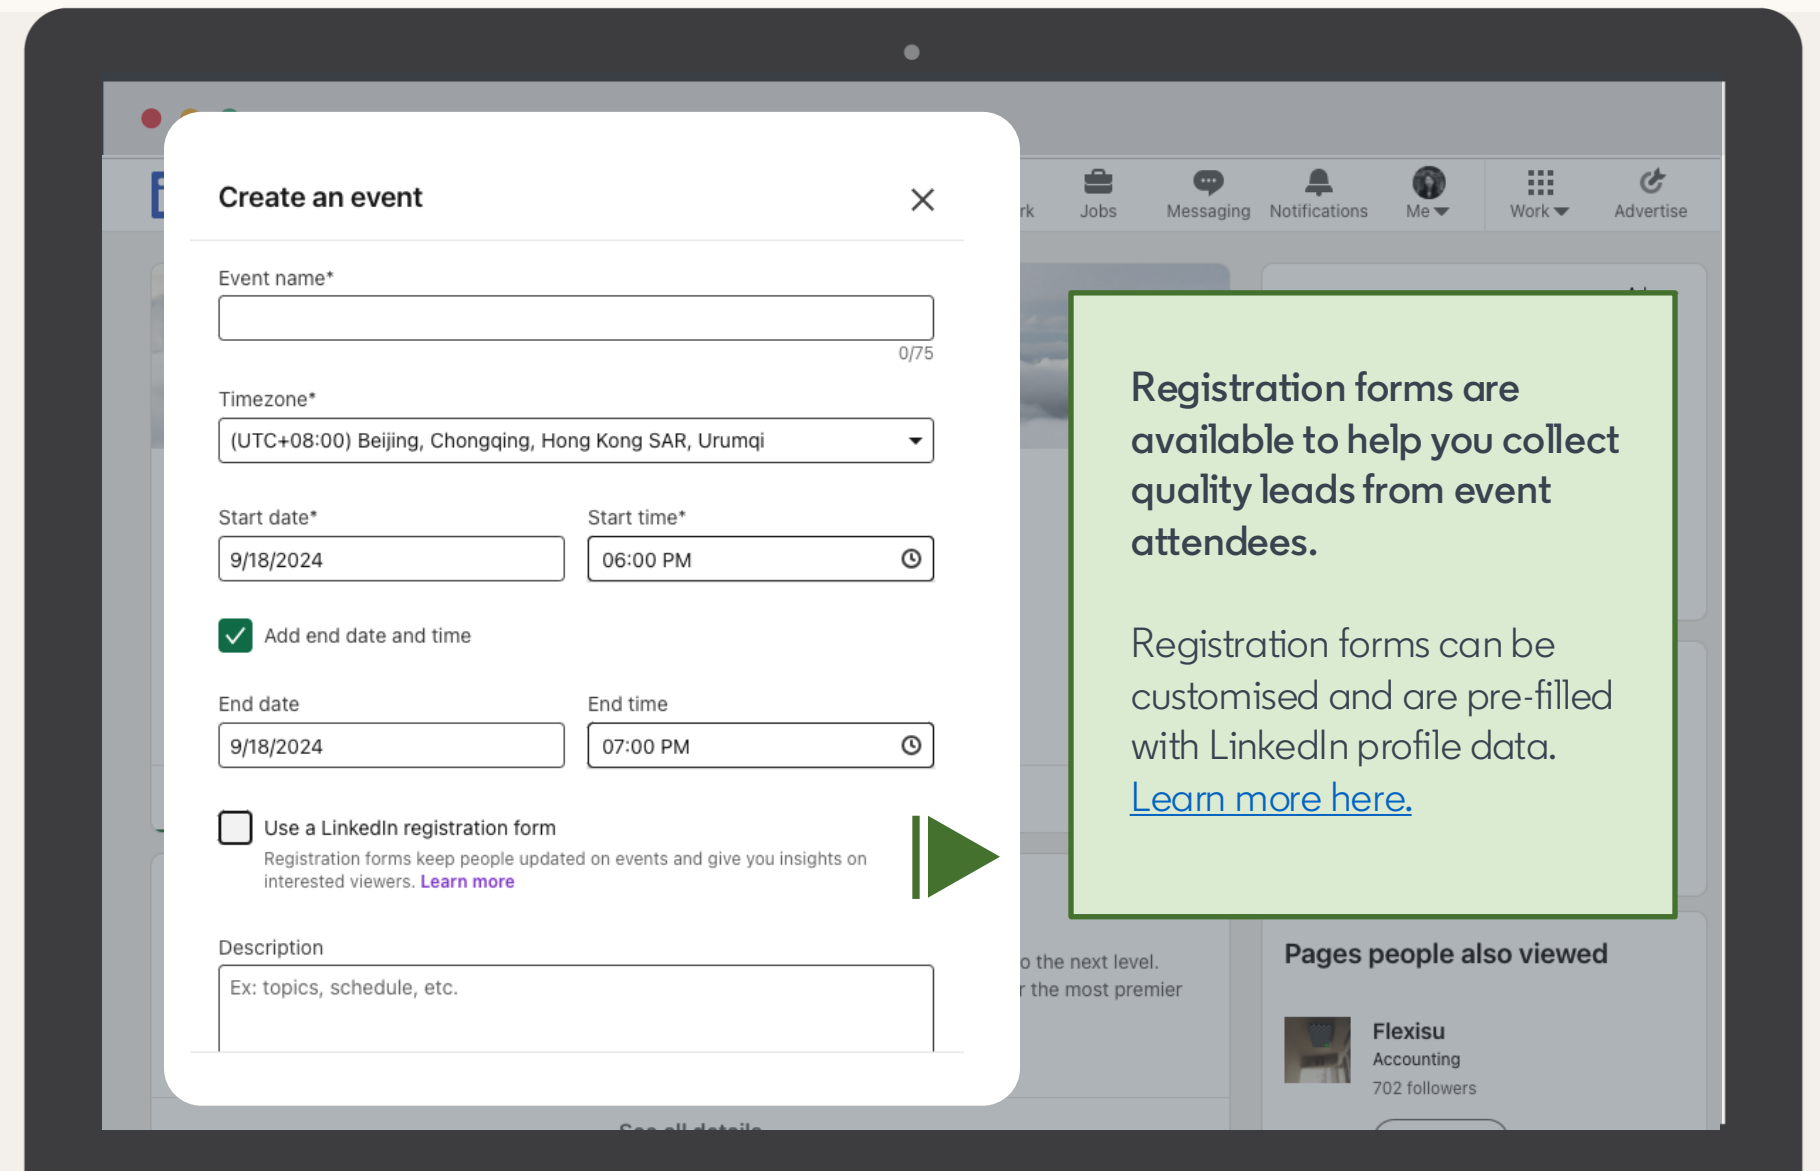 Create an event
Event name*
0/75
Timezone*
(UTC+08:00) Beijing, Chongqing, Hong Kong SAR, Urumqi
Start date*
Start time*
9/18/2024
06:00 PM
Add end date and time
End date
End time
9/18/2024
07:00 PM
Use a LinkedIn registration form
Registration forms keep people updated on events and give you insights on
interested viewers. Learn more
Description
Ex: topics, schedule, etc.
rk
Jobs
Messaging
Notifications
Me
Work
Advertise
Registration forms are
available to help you collect
quality leads from event
attendees.
Registration forms can be
customised and are pre-filled
with LinkedIn profile data.
Learn more here.
o the next level.
r the most premier
See all details
Pages people also viewed
Flexisu
Accounting
702 followers